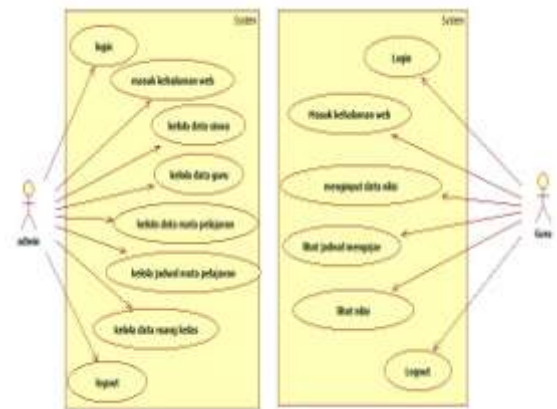 System
login
masuk kehalaman web
kelola data siswa
kelola data guru
kelola data mata pelajaran
kelola jadwal mata pelajaran
kelola data ruang kelas
logout
admin
System
Login
Masuk kehalaman web
menginput data nilai
lihat jadwal mengajar
lihat nilai
Logout
Guru